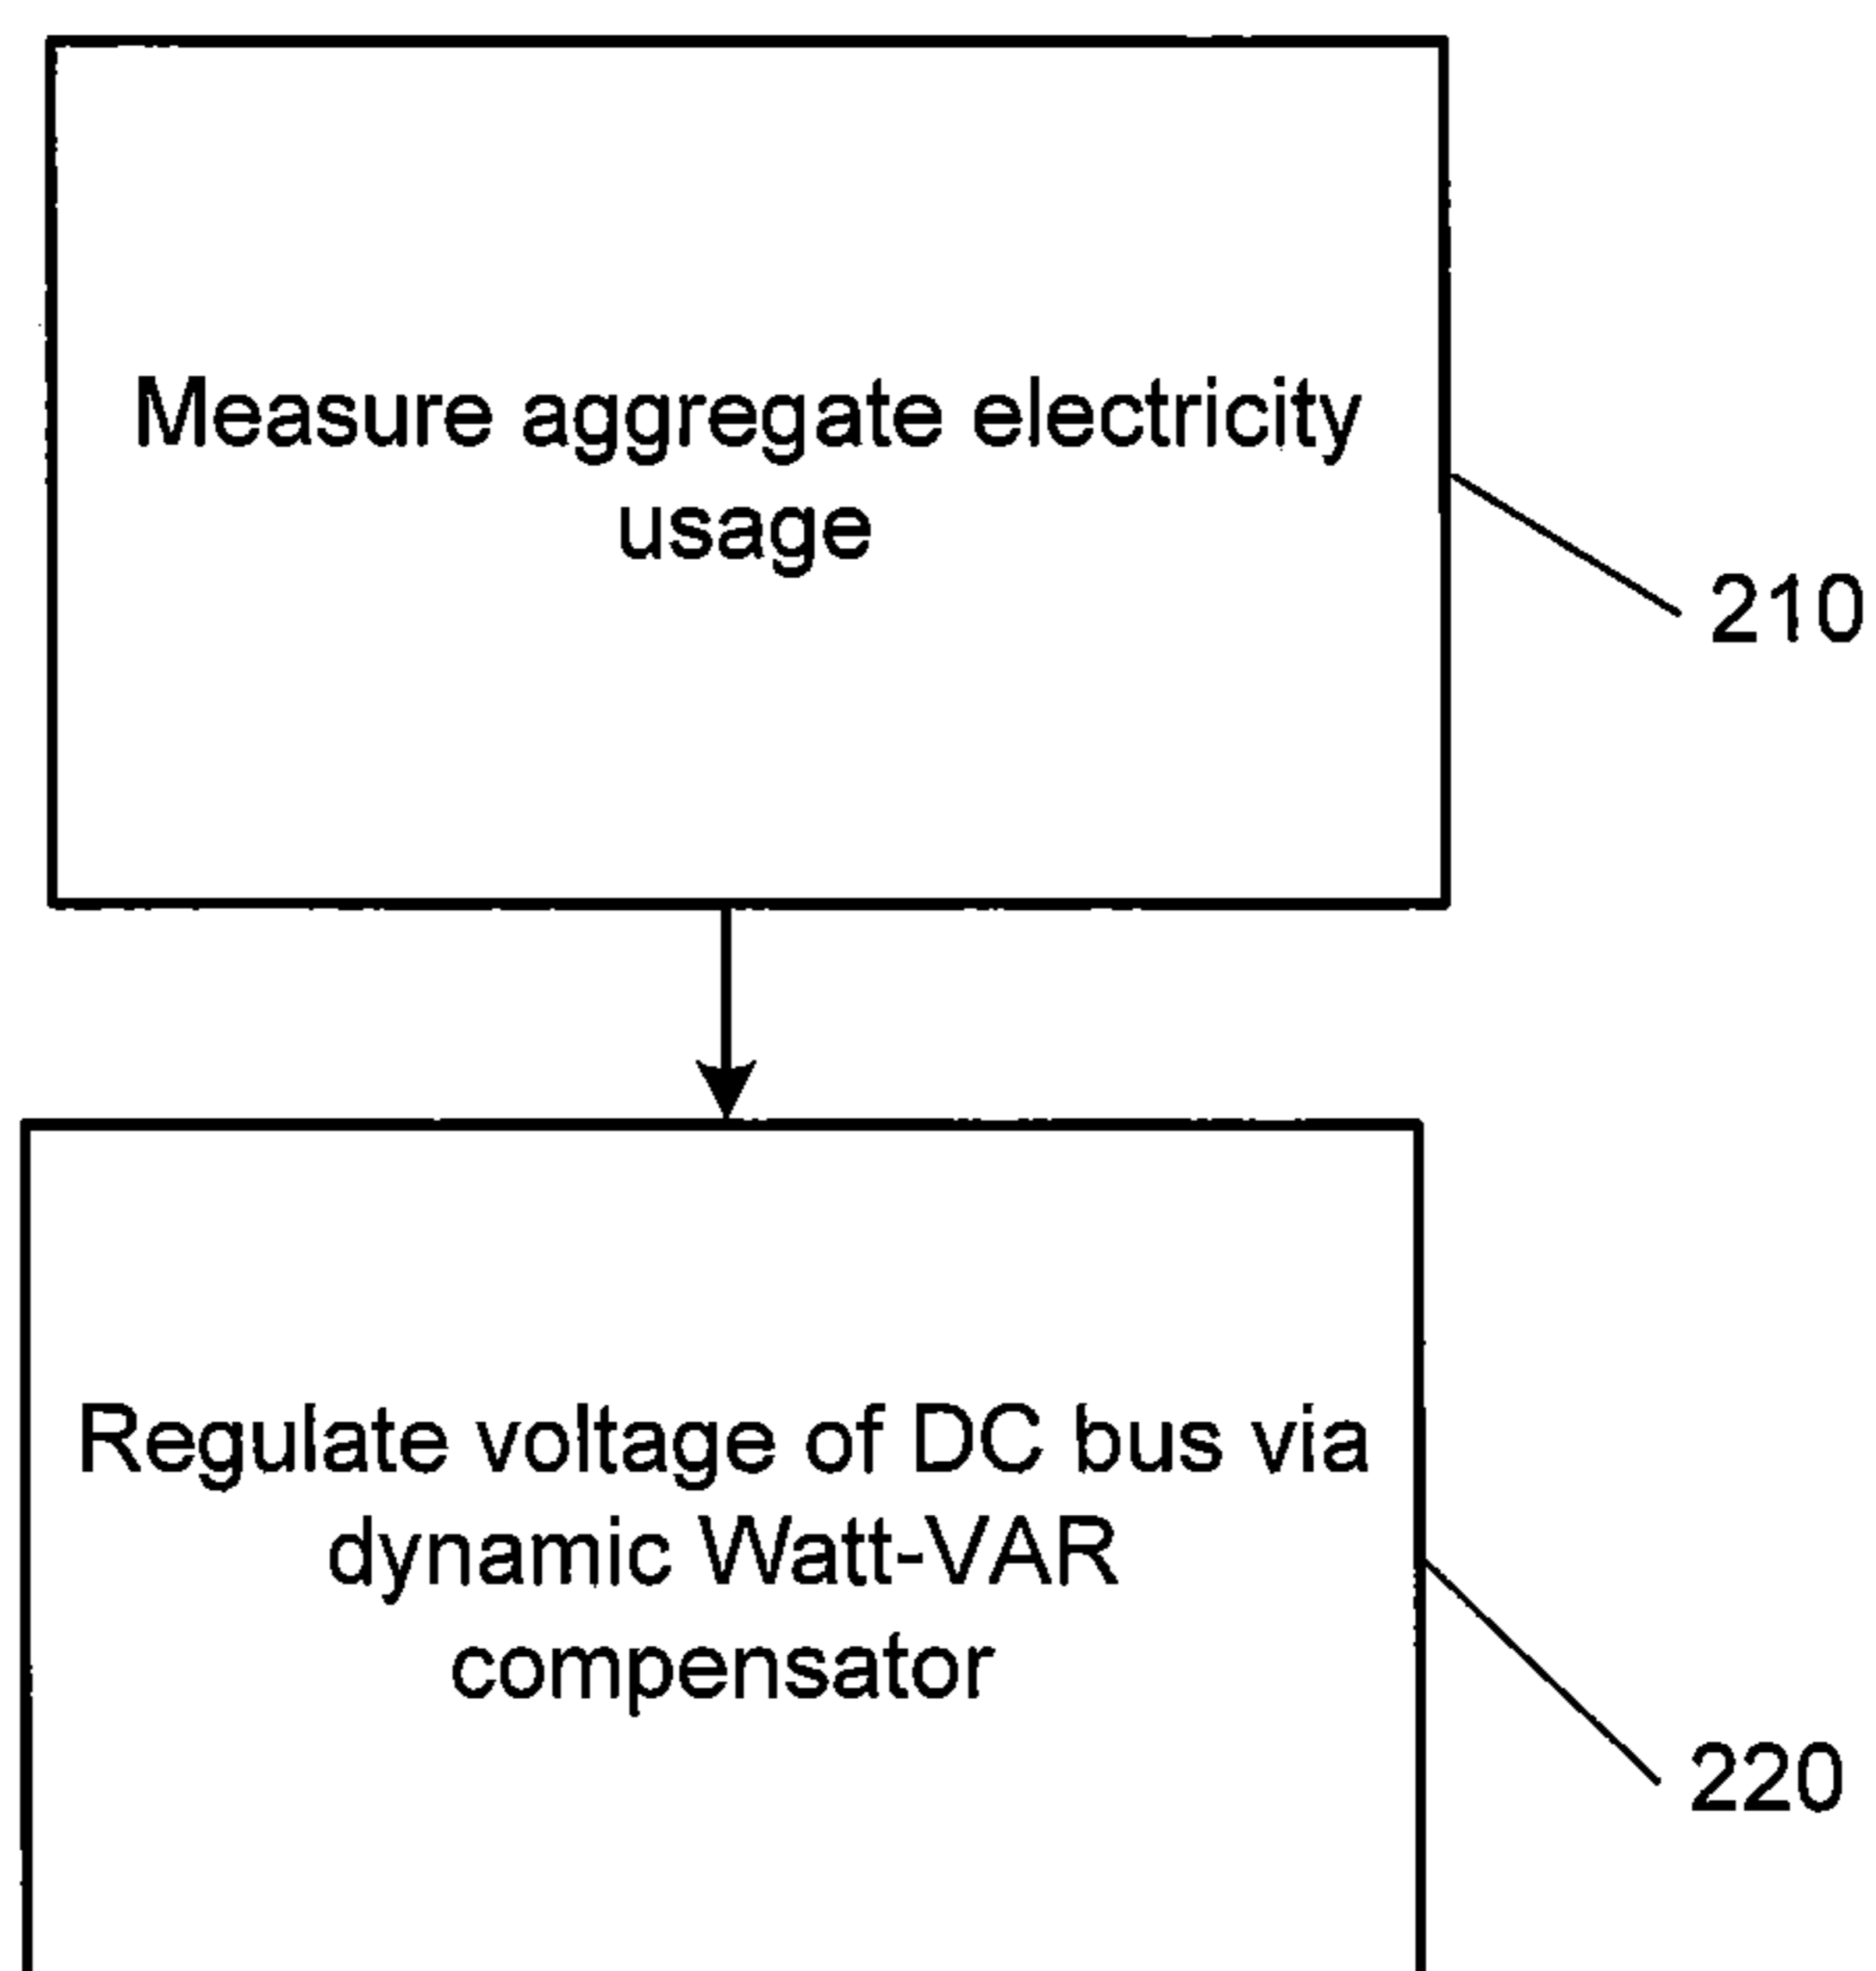 Measure aggregate electricity
usage
210
Regulate voltage of DC bus via
dynamic Watt-VAR
compensator
220